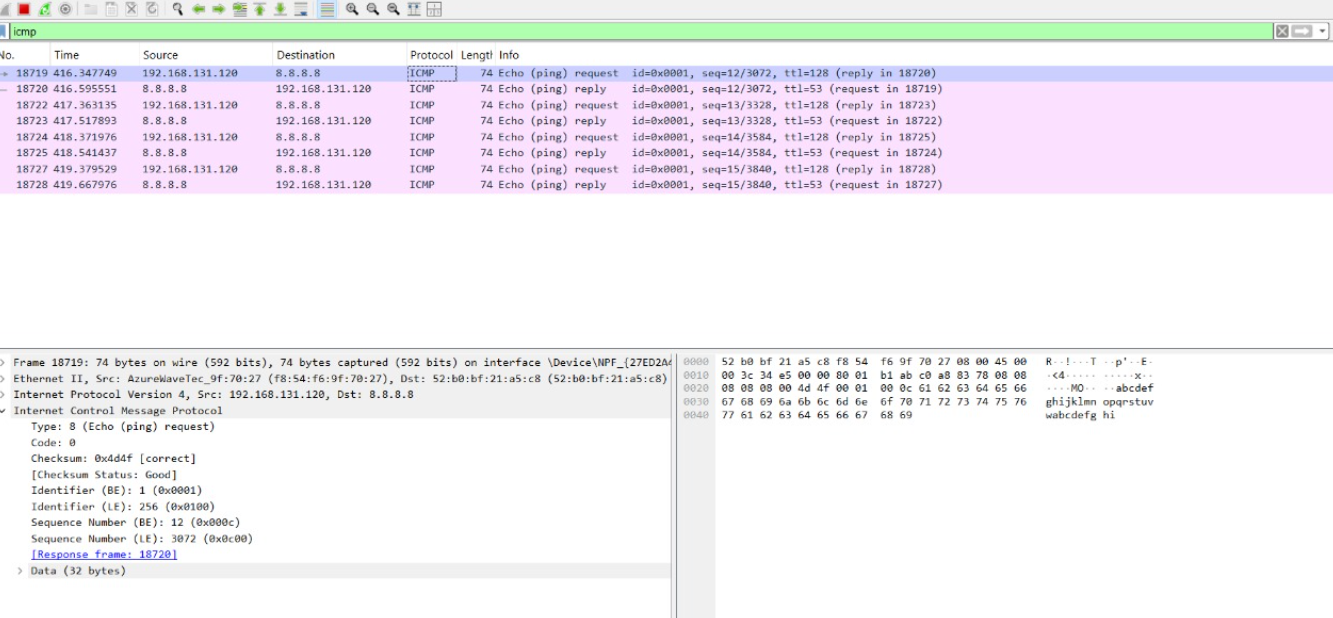 icmp
No. Time Source Destination Protocol Length Info
18719 416.347749 192.168.131.120 8.8.8.8 ICMP 74 Echo (ping) request id=0x0001, seq=12/3072, ttl=128 (reply in 18720)
18720 416.595551 8.8.8.8 192.168.131.120 ICMP 74 Echo (ping) reply id=0x0001, seq=12/3072, ttl=53 (request in 18719)
18722 417.363135 192.168.131.120 8.8.8.8 ICMP 74 Echo (ping) request id=0x0001, seq=13/3328, ttl=128 (reply in 18723)
18723 417.517893 8.8.8.8 192.168.131.120 ICMP 74 Echo (ping) reply id=0x0001, seq=13/3328, ttl=53 (request in 18722)
18724 418.371976 192.168.131.120 8.8.8.8 ICMP 74 Echo (ping) request id=0x0001, seq=14/3584, ttl=128 (reply in 18725)
18725 418.541437 8.8.8.8 192.168.131.120 ICMP 74 Echo (ping) reply id=0x0001, seq=14/3584, ttl=53 (request in 18724)
18727 419.379529 192.168.131.120 8.8.8.8 ICMP 74 Echo (ping) request id=0x0001, seq=15/3840, ttl=128 (reply in 18728)
18728 419.667976 8.8.8.8 192.168.131.120 ICMP 74 Echo (ping) reply id=0x0001, seq=15/3840, ttl=53 (request in 18727)
Frame 18719: 74 bytes on wire (592 bits), 74 bytes captured (592 bits) on interface \Device\NPF_{27ED2A4
Ethernet II, Src: AzureWaveTec_9f:70:27 (f8:54:f6:9f:70:27), Dst: 52:b0:bf:21:a5:c8 (52:b0:bf:21:a5:c8)
Internet Protocol Version 4, Src: 192.168.131.120, Dst: 8.8.8.8
Internet Control Message Protocol
Type: 8 (Echo (ping) request)
Code: 0
Checksum: 0x4d4f [correct]
[Checksum Status: Good]
Identifier (BE): 1 (0x0001)
Identifier (LE): 256 (0x0100)
Sequence Number (BE): 12 (0x000c)
Sequence Number (LE): 3072 (0x0c00)
[Response frame: 18720]
Data (32 bytes)
0000 52 b0 bf 21 a5 c8 f8 54 f6 9f 70 27 08 00 45 00 R··!···T ··p'··E·
0010 00 3c 34 e5 00 00 80 01 b1 ab c0 a8 83 78 08 08 ·<4····· ·····x··
0020 08 08 08 00 4d 4f 00 01 00 0c 61 62 63 64 65 66 ····MO·· ··abcdef
0030 67 68 69 6a 6b 6c 6d 6e 6f 70 71 72 73 74 75 76 ghijklmn opqrstuv
0040 77 61 62 63 64 65 66 67 68 69 wabcdefg hi